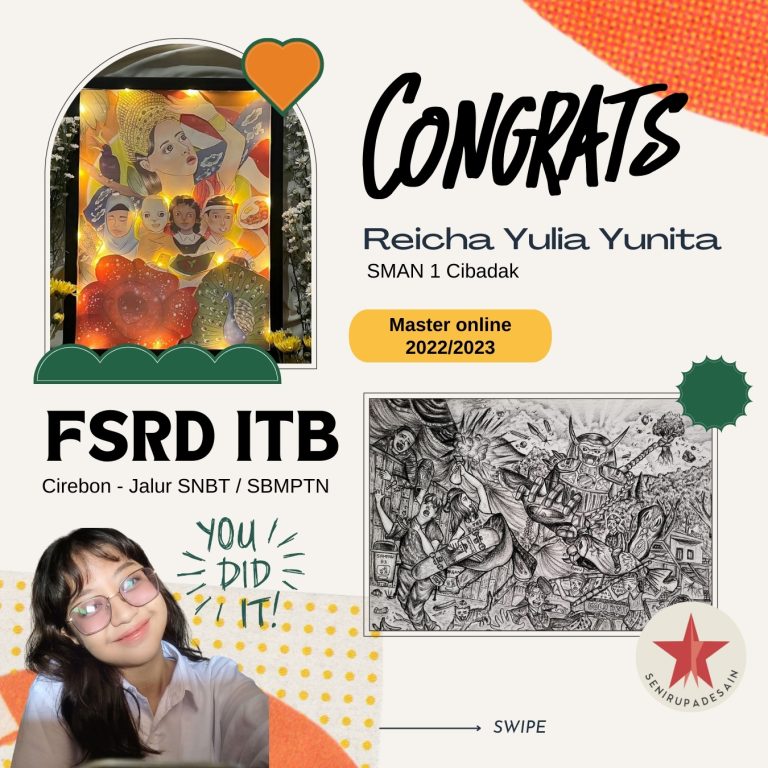 CONGRATS
Reicha Yulia Yunita
SMAN 1 Cibadak
Master online
2022/2023
FSRD ITB
Cirebon - Jalur SNBT / SBMPTN
YOU
DID
IT!
SENIRUPADESAIN
SWIPE